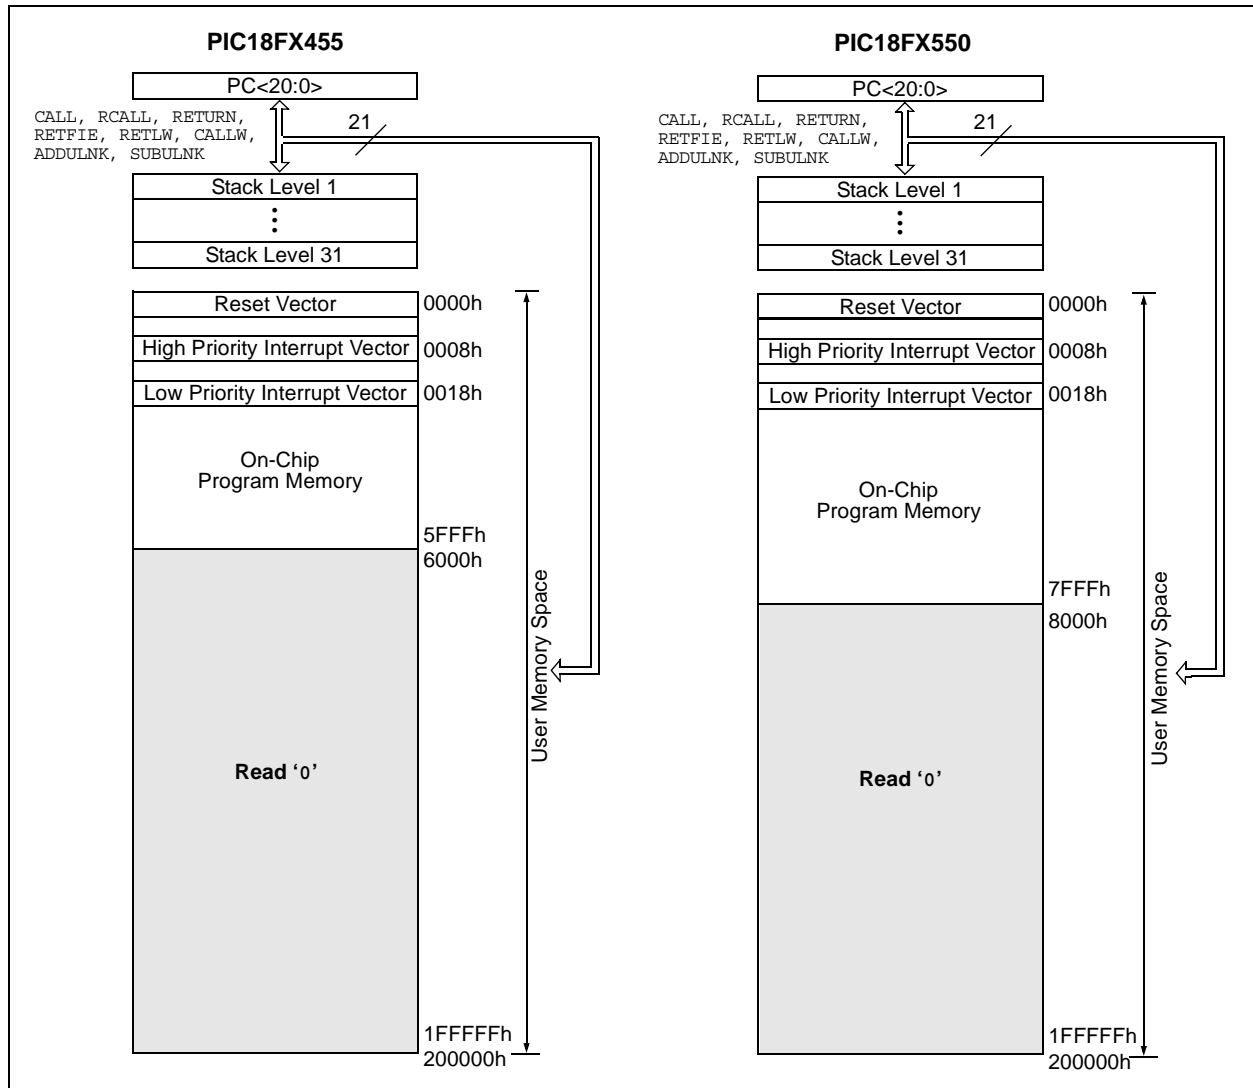 PIC18FX455
PC<20:0>
CALL, RCALL, RETURN,
RETFIE, RETLW, CALLW,
ADDULNK, SUBULNK
21
Stack Level 1
Stack Level 31
Reset Vector
0000h
High Priority Interrupt Vector
0008h
Low Priority Interrupt Vector
0018h
On-Chip
Program Memory
5FFFh
6000h
Read ‘0’
User Memory Space
1FFFFFh
200000h
PIC18FX550
PC<20:0>
CALL, RCALL, RETURN,
RETFIE, RETLW, CALLW,
ADDULNK, SUBULNK
21
Stack Level 1
Stack Level 31
Reset Vector
0000h
High Priority Interrupt Vector
0008h
Low Priority Interrupt Vector
0018h
On-Chip
Program Memory
7FFFh
8000h
Read ‘0’
User Memory Space
1FFFFFh
200000h